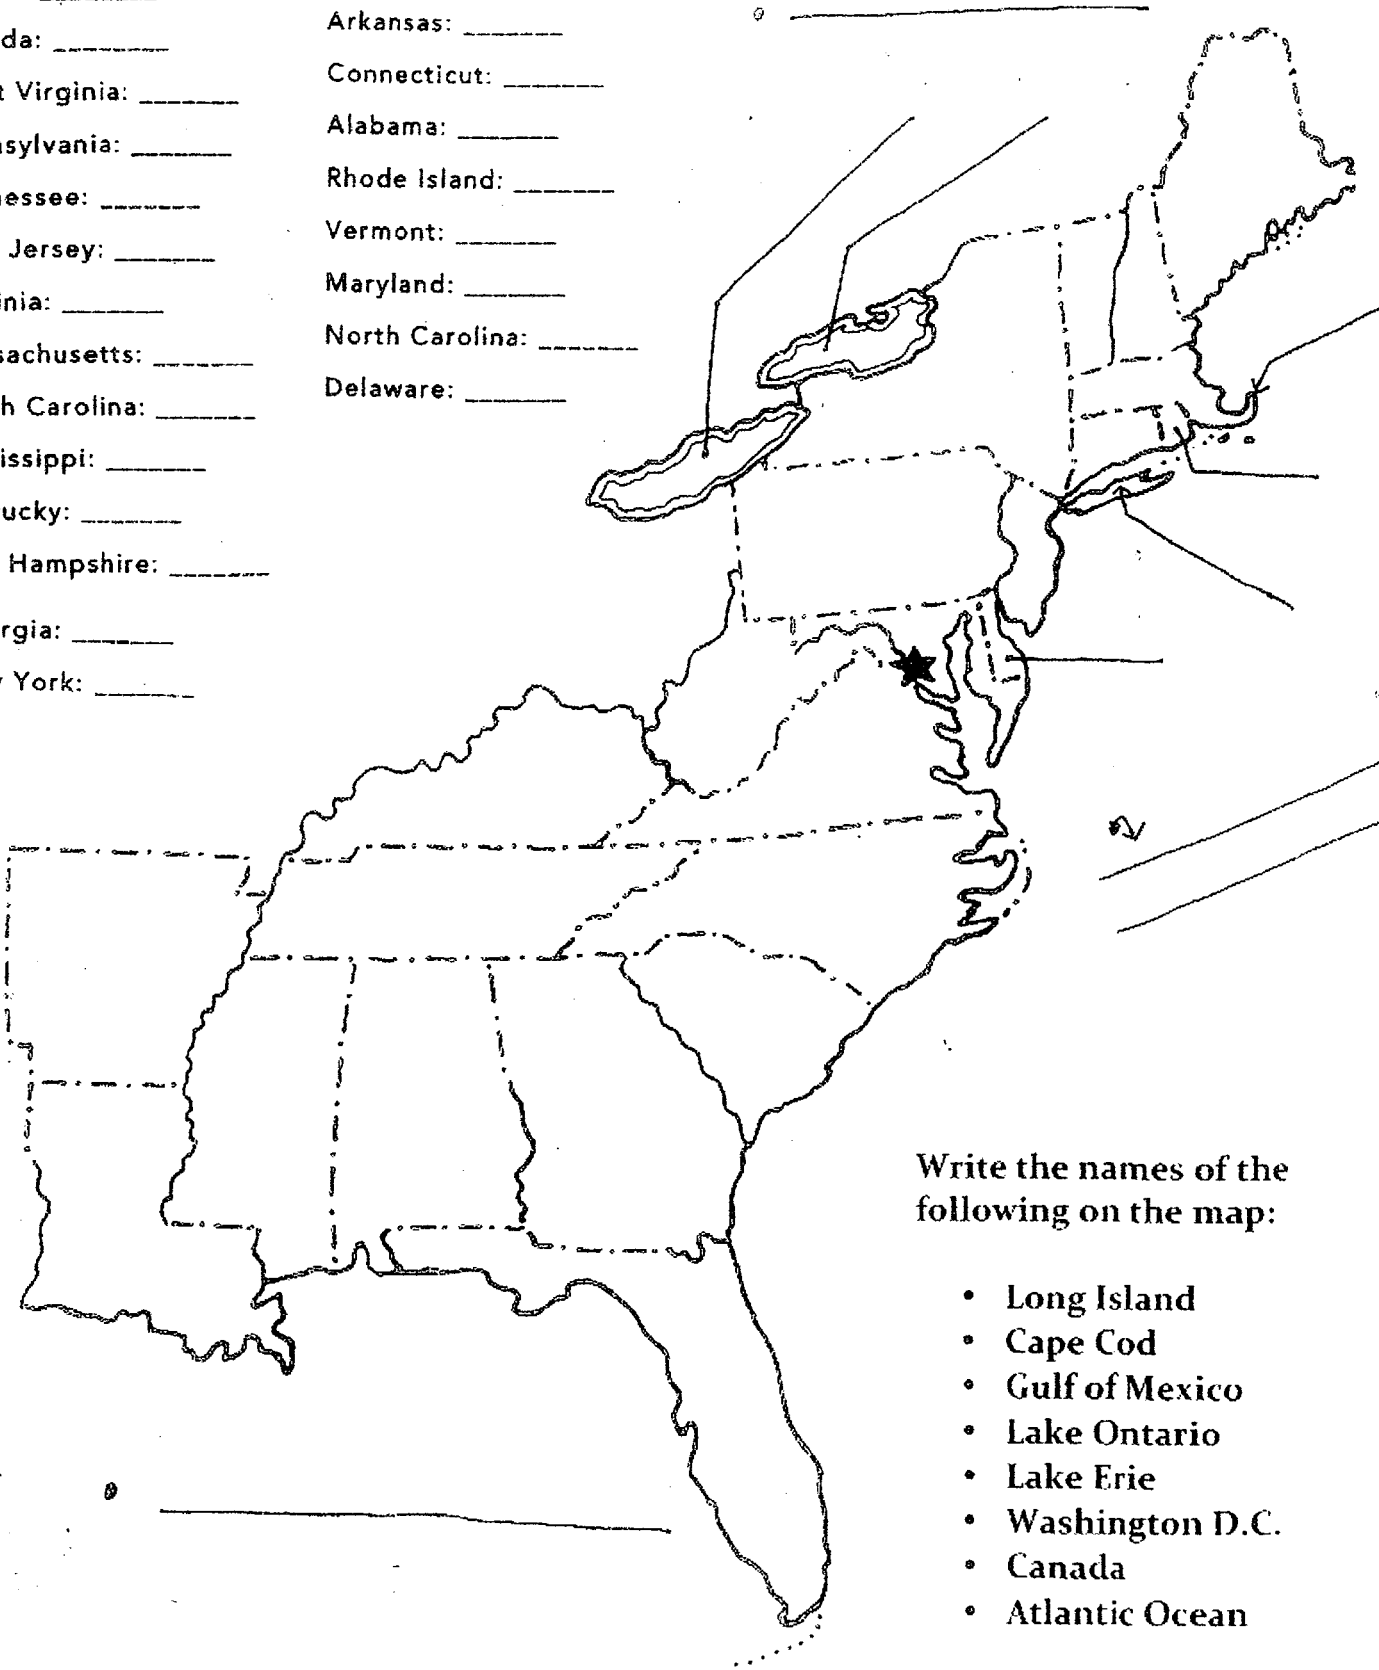 da: _______
t Virginia: _______
sylvania: _______
essee: _______
Jersey: _______
inia: _______
sachusetts: _______
h Carolina: _______
issippi: _______
ucky: _______
Hampshire: _______
rgia: _______
York: _______
Arkansas: _______
Connecticut: _______
Alabama: _______
Rhode Island: _______
Vermont: _______
Maryland: _______
North Carolina: _______
Delaware: _______
Write the names of the
following on the map:
• Long Island
• Cape Cod
• Gulf of Mexico
• Lake Ontario
• Lake Erie
• Washington D.C.
• Canada
• Atlantic Ocean